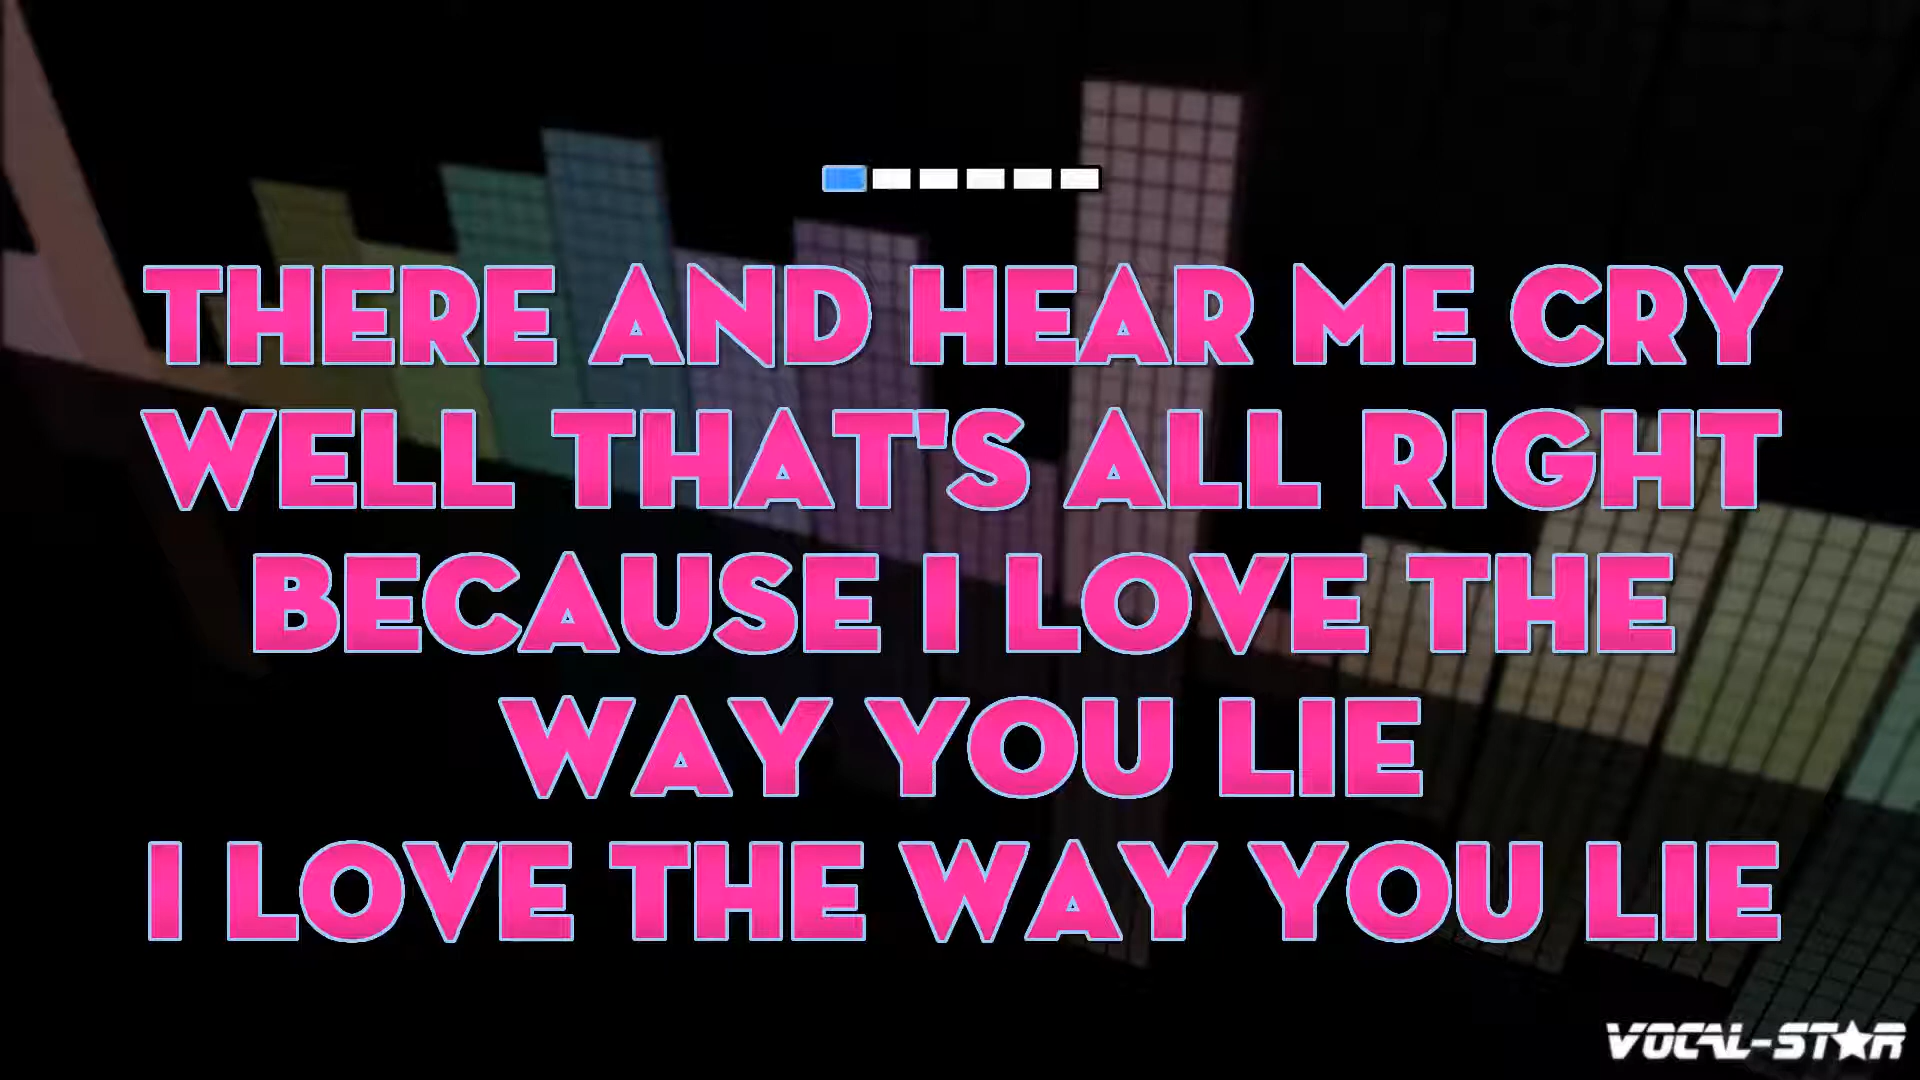 THERE AND HEAR ME CRY
WELL THAT'S ALL RIGHT
BECAUSE I LOVE THE
WAY YOU LIE
I LOVE THE WAY YOU LIE
VOCAL-STAR